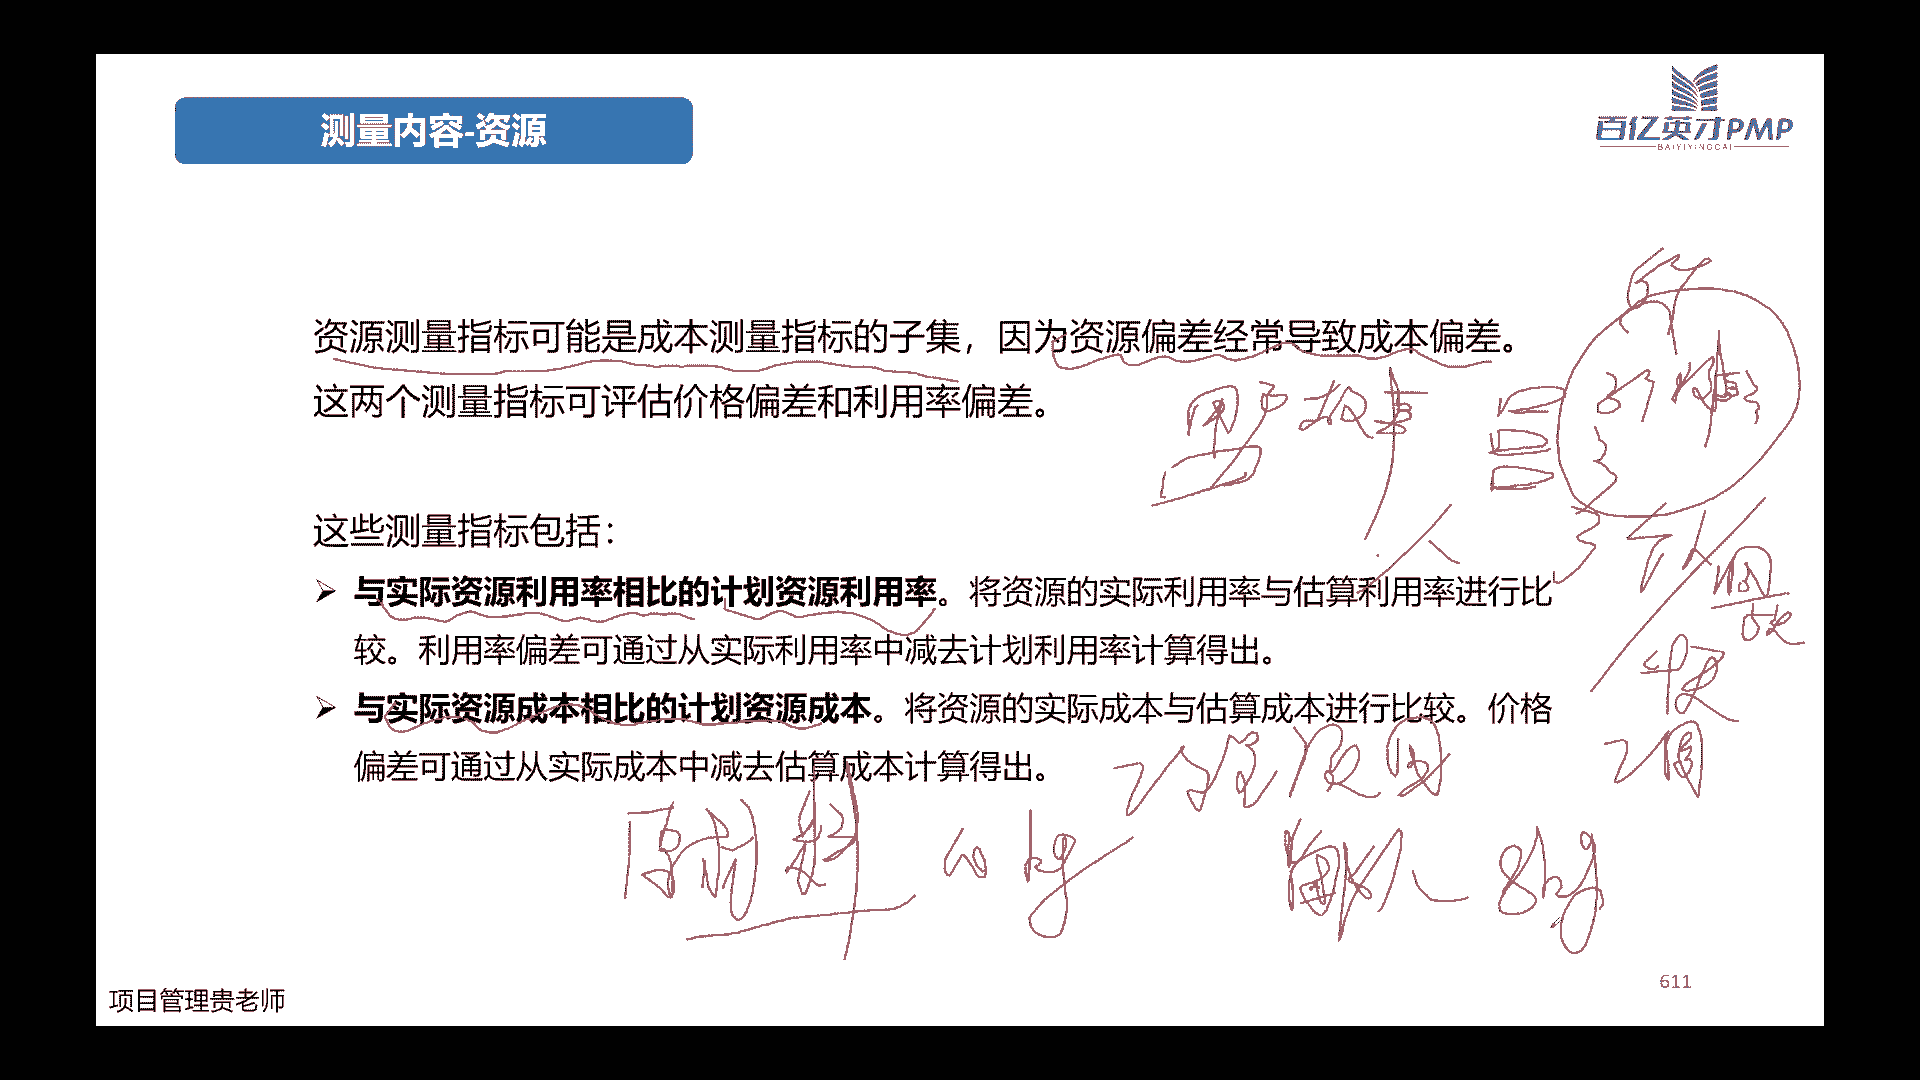 测量内容-资源
百亿英才PMP
BAIYIYINGCAI
资源测量指标可能是成本测量指标的子集，因为资源偏差经常导致成本偏差。
这两个测量指标可评估价格偏差和利用率偏差。
用户故事
这些测量指标包括：
➢ 与实际资源利用率相比的计划资源利用率。将资源的实际利用率与估算利用率进行比
较。利用率偏差可通过从实际利用率中减去计划利用率计算得出。
➢ 与实际资源成本相比的计划资源成本。将资源的实际成本与估算成本进行比较。价格
偏差可通过从实际成本中减去估算成本计算得出。
2周
原材料 10kg
8kg
项目管理贵老师
611